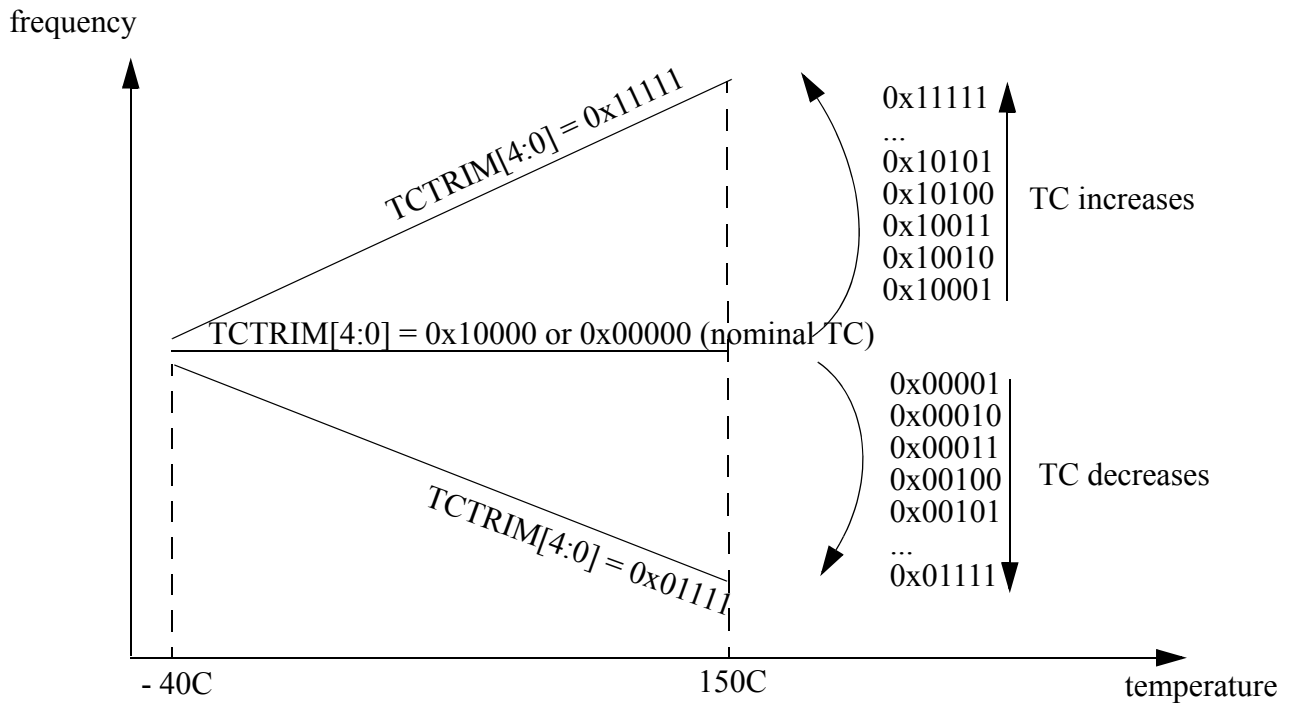 frequency
TCTRIM[4:0] = 0x11111
0x11111
...
0x10101
0x10100
0x10011
0x10010
0x10001
TC increases
TCTRIM[4:0] = 0x10000 or 0x00000 (nominal TC)
0x00001
0x00010
0x00011
0x00100
0x00101
...
0x01111
TC decreases
TCTRIM[4:0] = 0x01111
- 40C
150C
temperature